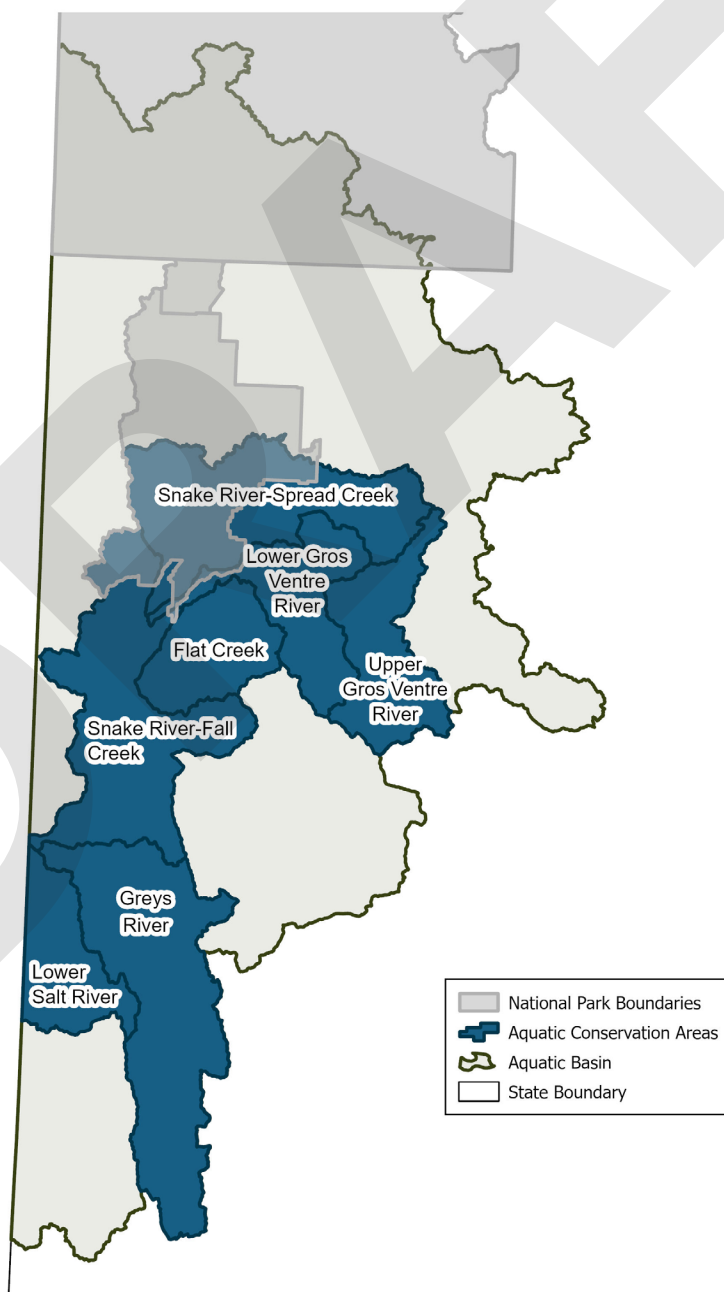 Snake River-Spread Creek
Lower Gros
Ventre
River
Flat Creek
Upper
Gros Ventre
River
Snake River-Fall
Creek
Greys
River
Lower
Salt River
National Park Boundaries
Aquatic Conservation Areas
Aquatic Basin
State Boundary